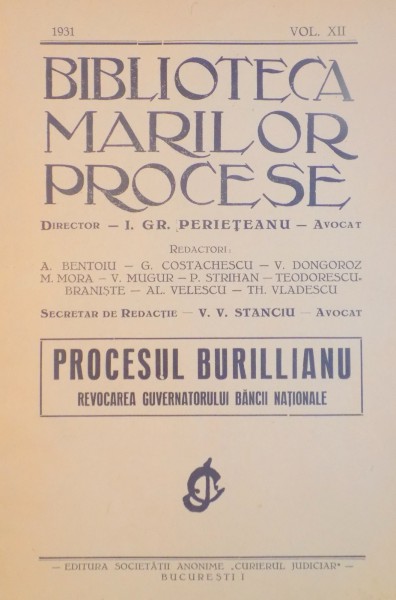 1931 VOL. XII
BIBLIOTECA
MARILOR
PROCESE
DIRECTOR — I. GR. PERIEȚEANU — AVOCAT
REDACTORI:
A. BENTOIU — G. COSTACHESCU — V. DONGOROZ
M. MORA — V. MUGUR — P. STRIHAN — TEODORESCU-
BRANIȘTE — AL. VELESCU — TH. VLADESCU
SECRETAR DE REDACȚIE — V. V. STANCIU — AVOCAT
PROCESUL BURILLIANU
REVOCAREA GUVERNATORULUI BĂNCII NAȚIONALE
CJ
— EDITURA SOCIETĂȚII ANONIME „CURIERUL JUDICIAR" —
BUCUREȘTI I